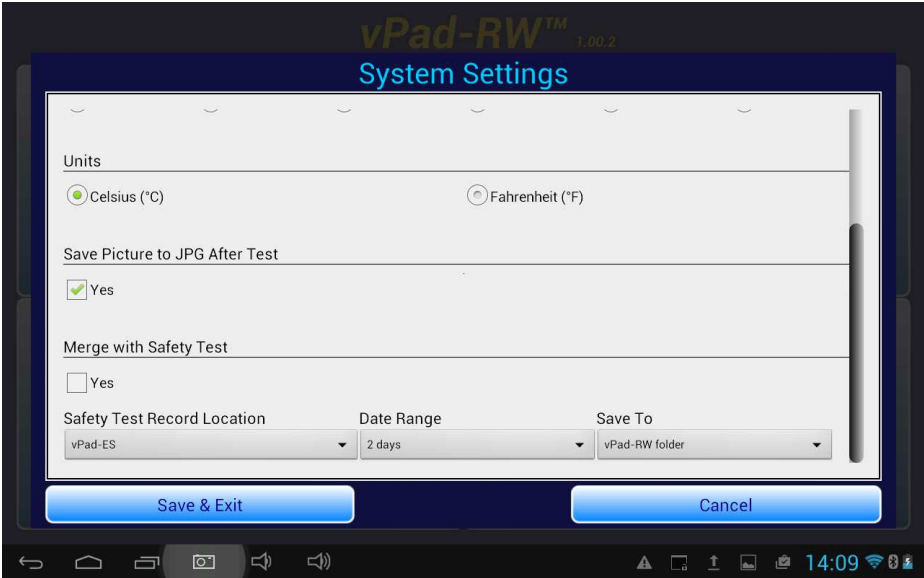 vPad-RW™ 1.00.2
System Settings
Units
Celsius (°C) Fahrenheit (°F)
Save Picture to JPG After Test
Yes
Merge with Safety Test
Yes
Safety Test Record Location Date Range Save To
vPad-ES 2 days vPad-RW folder
Save & Exit Cancel
14:09